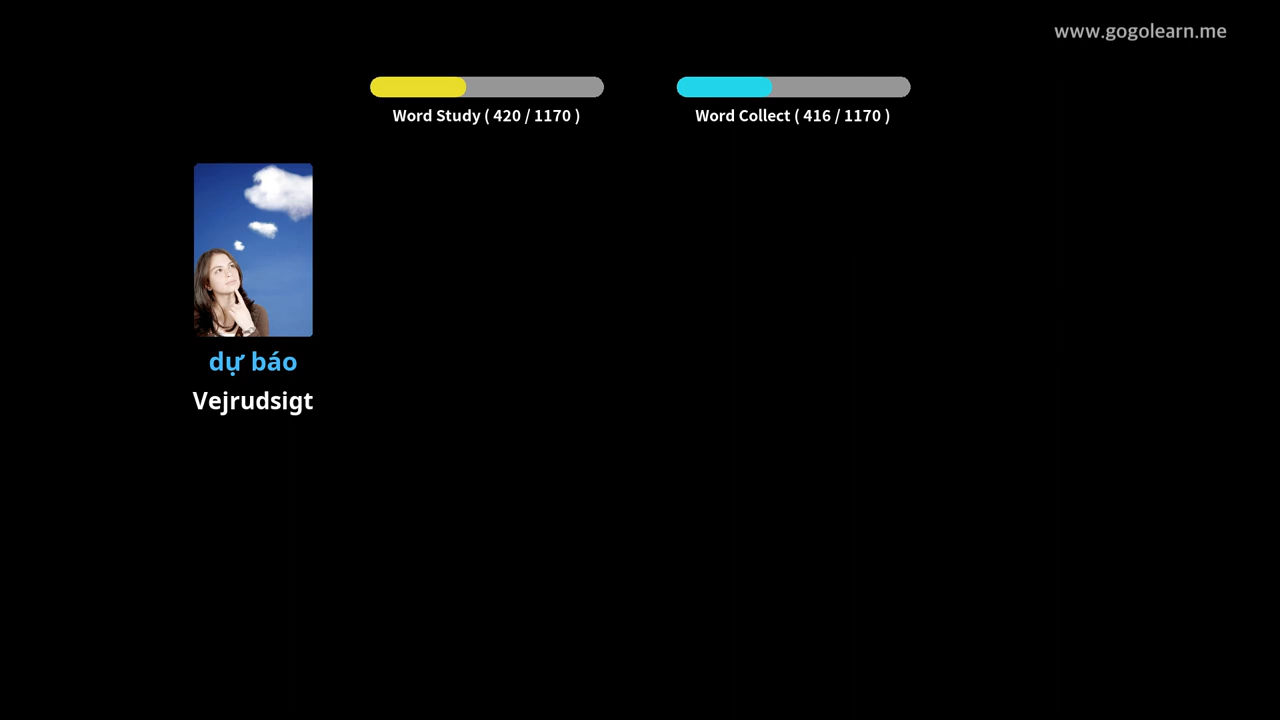 www.gogolearn.me
Word Study ( 420 / 1170 )
Word Collect ( 416 / 1170 )
dự báo
Vejrudsigt